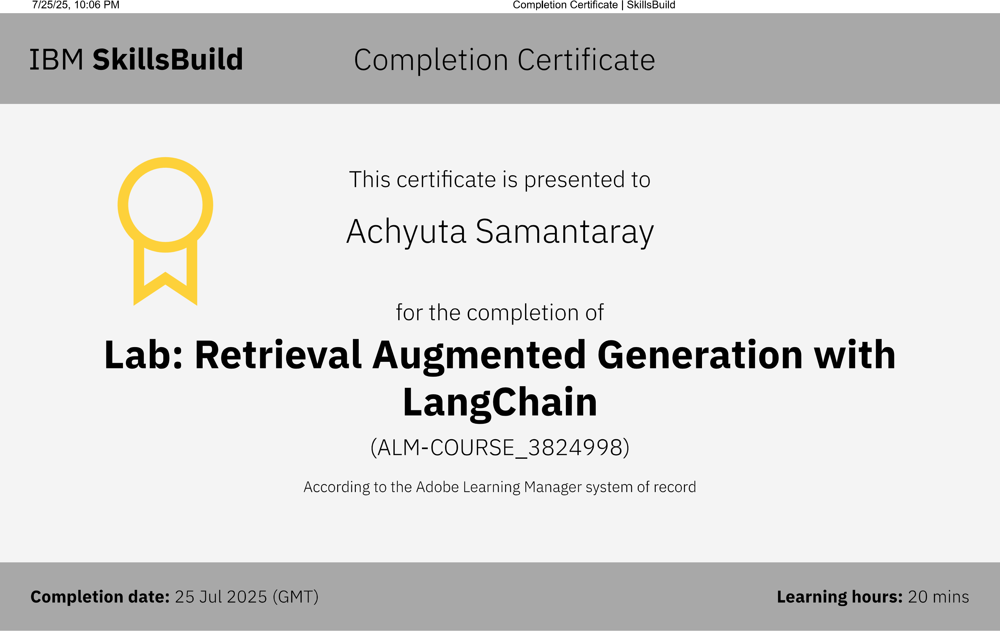 7/25/25, 10:06 PM
Completion Certificate | SkillsBuild
IBM SkillsBuild
Completion Certificate
This certificate is presented to
Achyuta Samantaray
for the completion of
Lab: Retrieval Augmented Generation with
LangChain
(ALM-COURSE_3824998)
According to the Adobe Learning Manager system of record
Completion date: 25 Jul 2025 (GMT)
Learning hours: 20 mins